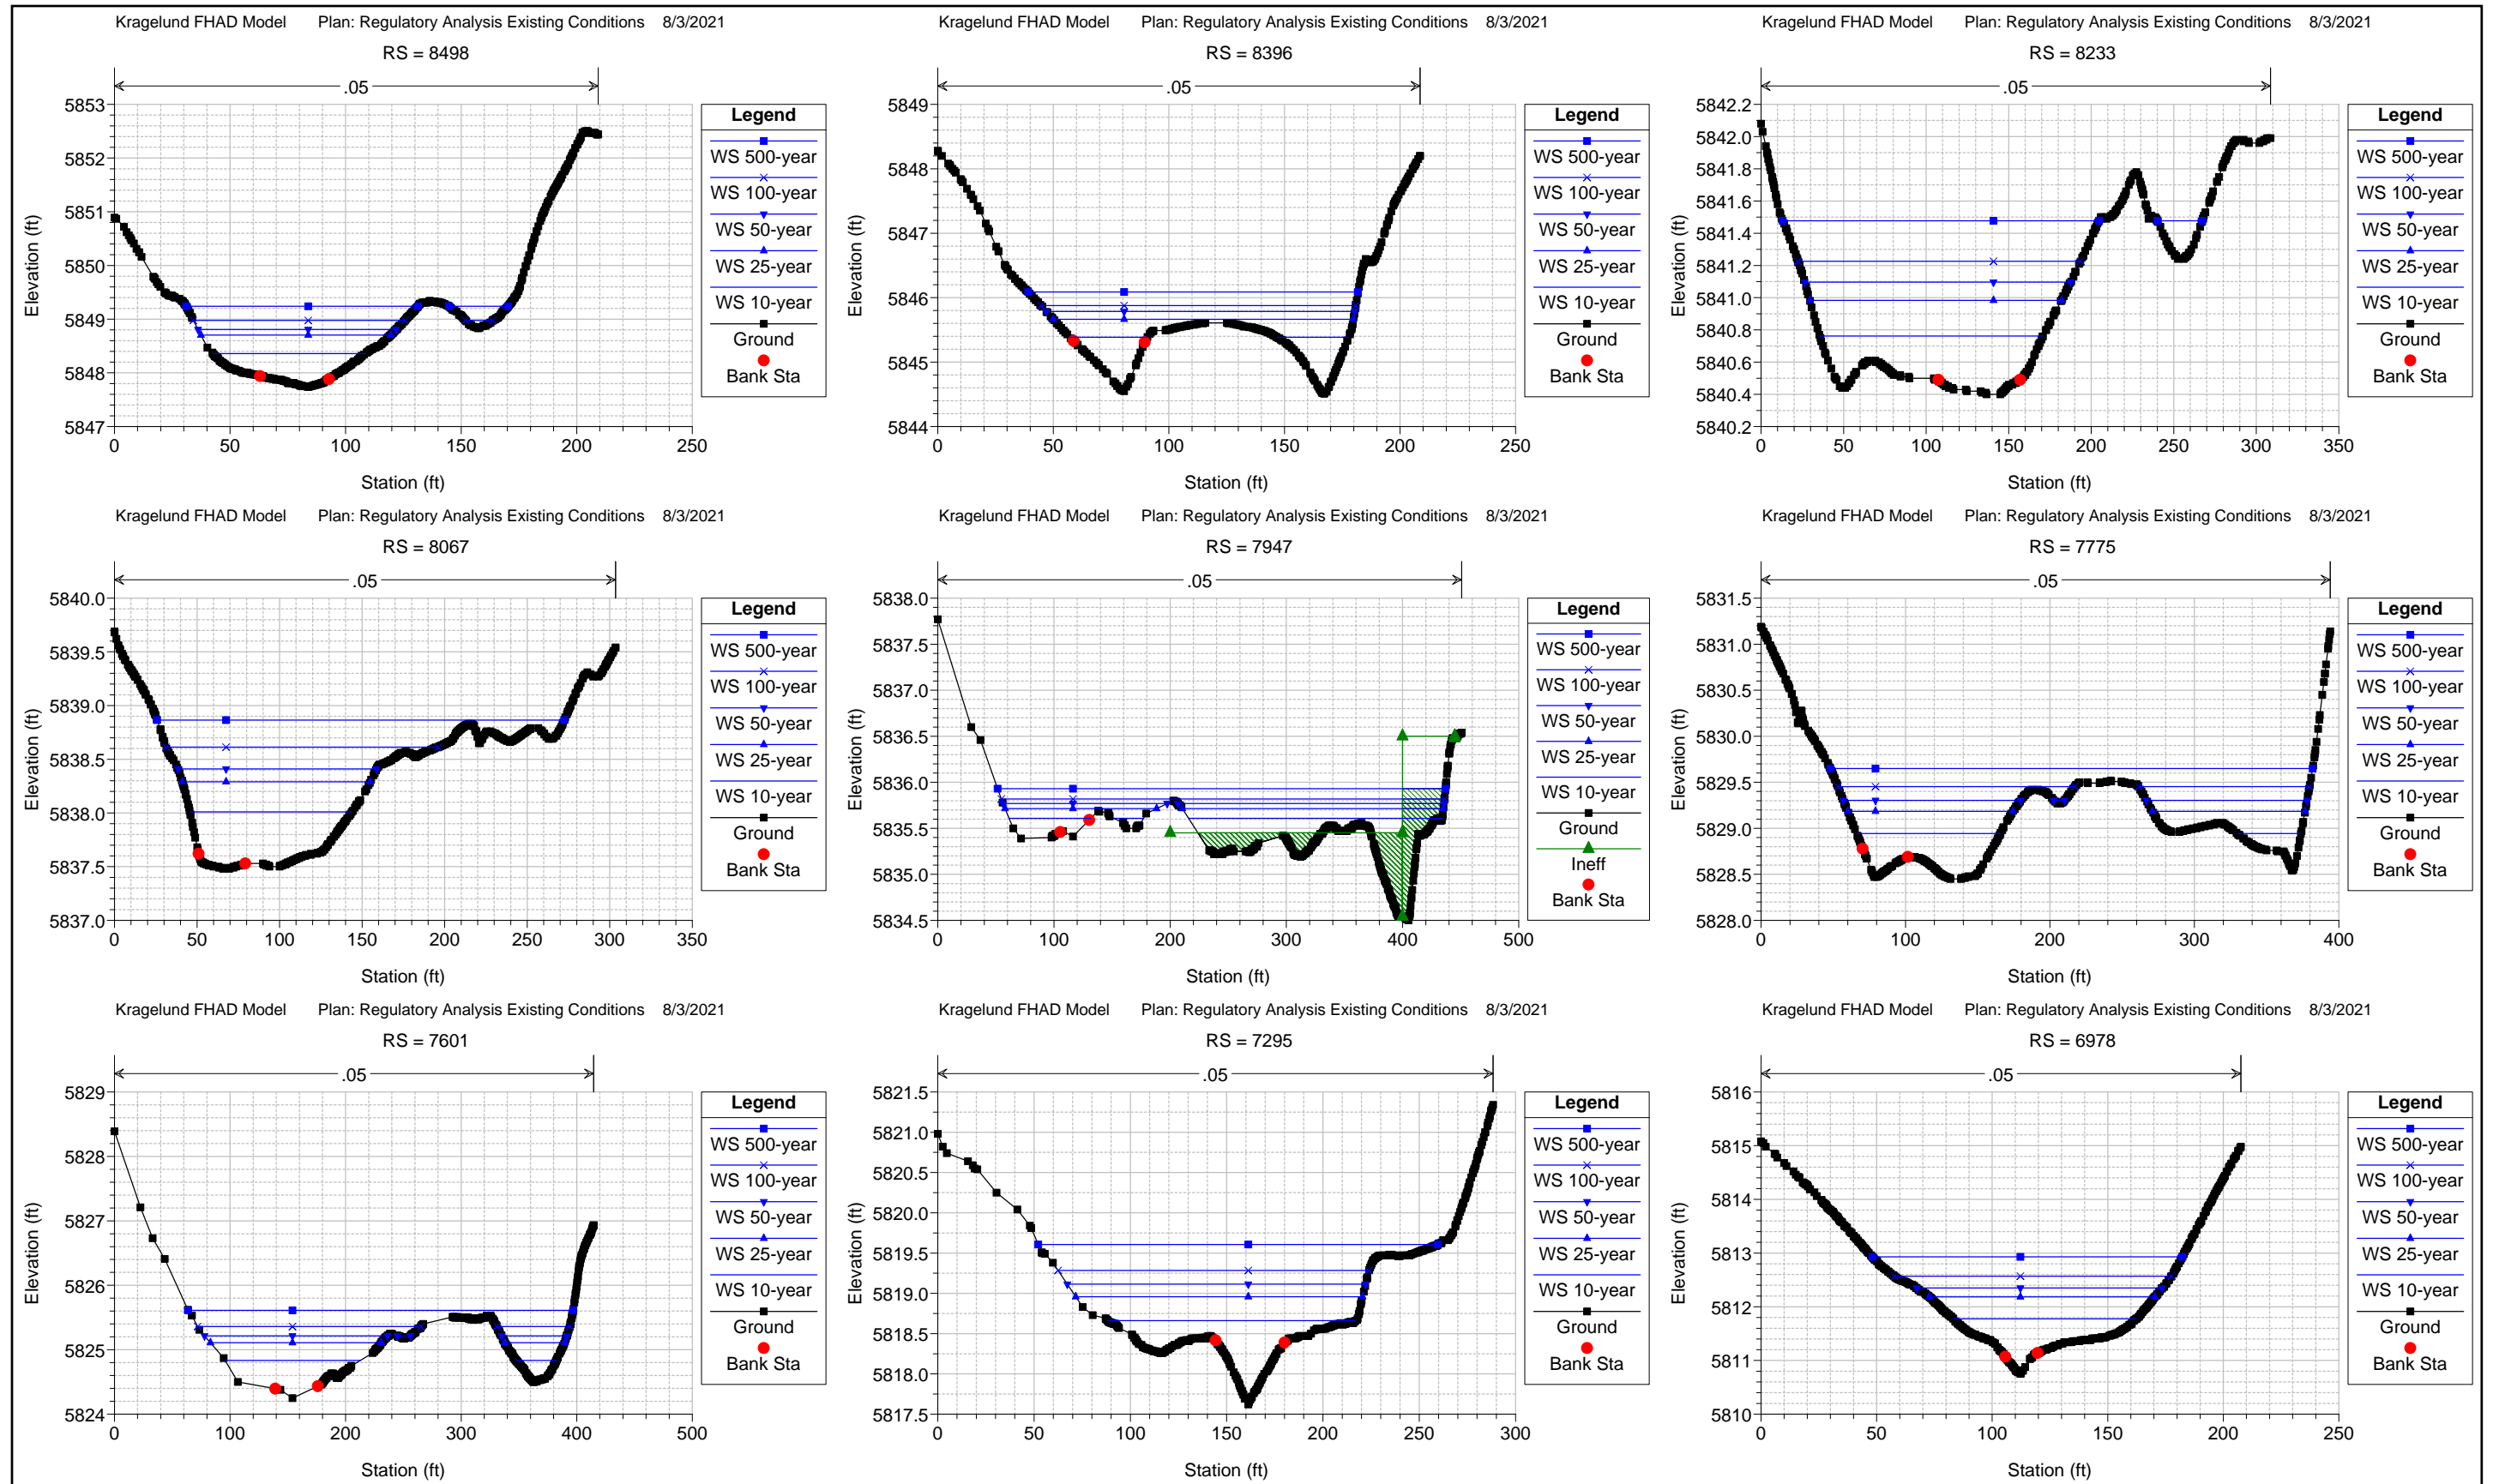 Kragelund FHAD Model Plan: Regulatory Analysis Existing Conditions 8/3/2021
RS = 8498
.05
5853
5852
5851
5850
5849
5848
5847
Elevation (ft)
0 50 100 150 200 250
Station (ft)
Legend
WS 500-year
WS 100-year
WS 50-year
WS 25-year
WS 10-year
Ground
Bank Sta
Kragelund FHAD Model Plan: Regulatory Analysis Existing Conditions 8/3/2021
RS = 8396
.05
5849
5848
5847
5846
5845
5844
Elevation (ft)
0 50 100 150 200 250
Station (ft)
Legend
WS 500-year
WS 100-year
WS 50-year
WS 25-year
WS 10-year
Ground
Bank Sta
Kragelund FHAD Model Plan: Regulatory Analysis Existing Conditions 8/3/2021
RS = 8233
.05
5842.2
5842.0
5841.8
5841.6
5841.4
5841.2
5841.0
5840.8
5840.6
5840.4
5840.2
Elevation (ft)
0 50 100 150 200 250 300 350
Station (ft)
Legend
WS 500-year
WS 100-year
WS 50-year
WS 25-year
WS 10-year
Ground
Bank Sta
Kragelund FHAD Model Plan: Regulatory Analysis Existing Conditions 8/3/2021
RS = 8067
.05
5840.0
5839.5
5839.0
5838.5
5838.0
5837.5
5837.0
Elevation (ft)
0 50 100 150 200 250 300 350
Station (ft)
Legend
WS 500-year
WS 100-year
WS 50-year
WS 25-year
WS 10-year
Ground
Bank Sta
Kragelund FHAD Model Plan: Regulatory Analysis Existing Conditions 8/3/2021
RS = 7947
.05
5838.0
5837.5
5837.0
5836.5
5836.0
5835.5
5835.0
5834.5
Elevation (ft)
0 100 200 300 400 500
Station (ft)
Legend
WS 500-year
WS 100-year
WS 50-year
WS 25-year
WS 10-year
Ground
Ineff
Bank Sta
Kragelund FHAD Model Plan: Regulatory Analysis Existing Conditions 8/3/2021
RS = 7775
.05
5831.5
5831.0
5830.5
5830.0
5829.5
5829.0
5828.5
5828.0
Elevation (ft)
0 100 200 300 400
Station (ft)
Legend
WS 500-year
WS 100-year
WS 50-year
WS 25-year
WS 10-year
Ground
Bank Sta
Kragelund FHAD Model Plan: Regulatory Analysis Existing Conditions 8/3/2021
RS = 7601
.05
5829
5828
5827
5826
5825
5824
Elevation (ft)
0 100 200 300 400 500
Station (ft)
Legend
WS 500-year
WS 100-year
WS 50-year
WS 25-year
WS 10-year
Ground
Bank Sta
Kragelund FHAD Model Plan: Regulatory Analysis Existing Conditions 8/3/2021
RS = 7295
.05
5821.5
5821.0
5820.5
5820.0
5819.5
5819.0
5818.5
5818.0
5817.5
Elevation (ft)
0 50 100 150 200 250 300
Station (ft)
Legend
WS 500-year
WS 100-year
WS 50-year
WS 25-year
WS 10-year
Ground
Bank Sta
Kragelund FHAD Model Plan: Regulatory Analysis Existing Conditions 8/3/2021
RS = 6978
.05
5816
5815
5814
5813
5812
5811
5810
Elevation (ft)
0 50 100 150 200 250
Station (ft)
Legend
WS 500-year
WS 100-year
WS 50-year
WS 25-year
WS 10-year
Ground
Bank Sta